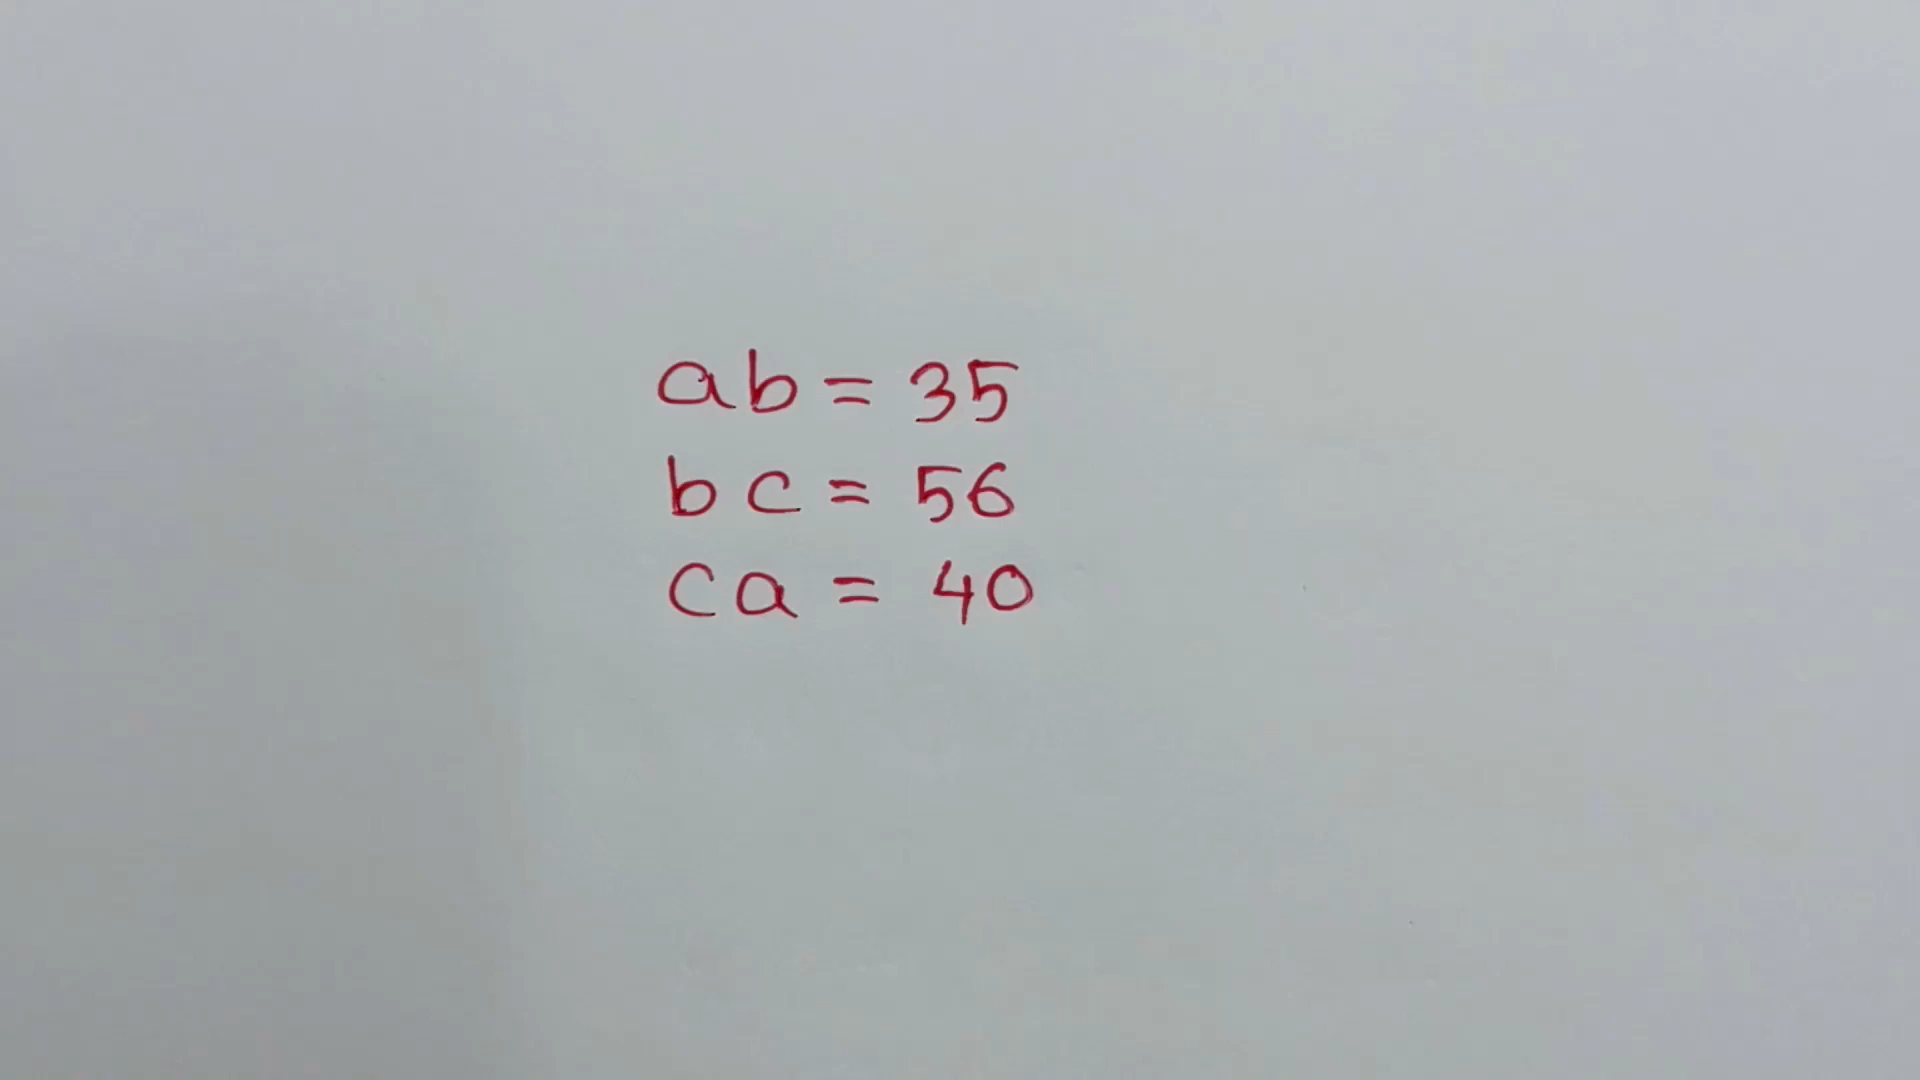 ab = 35
bc = 56
ca = 40